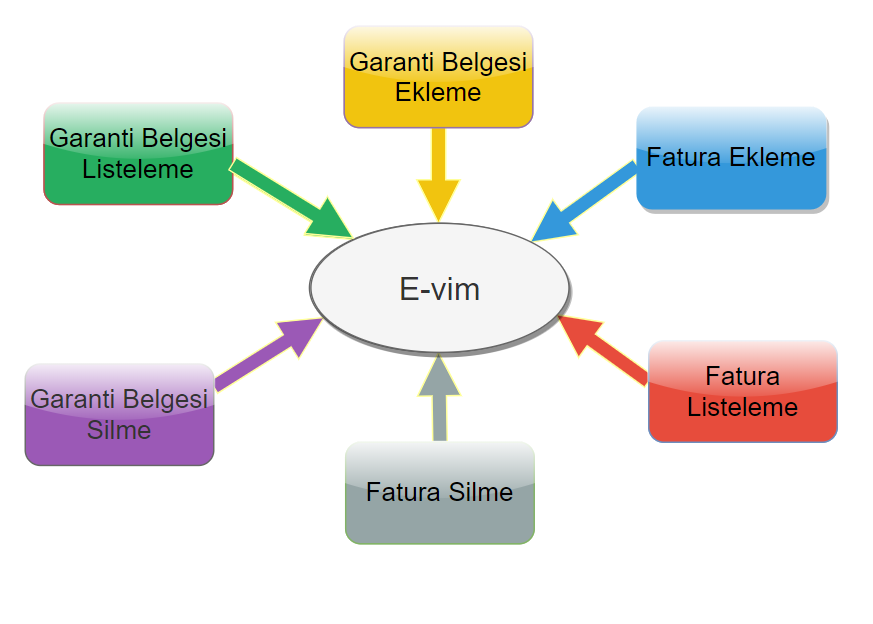 Garanti Belgesi
Ekleme
Garanti Belgesi
Listeleme
Fatura Ekleme
E-vim
Fatura
Listeleme
Garanti Belgesi
Silme
Fatura Silme